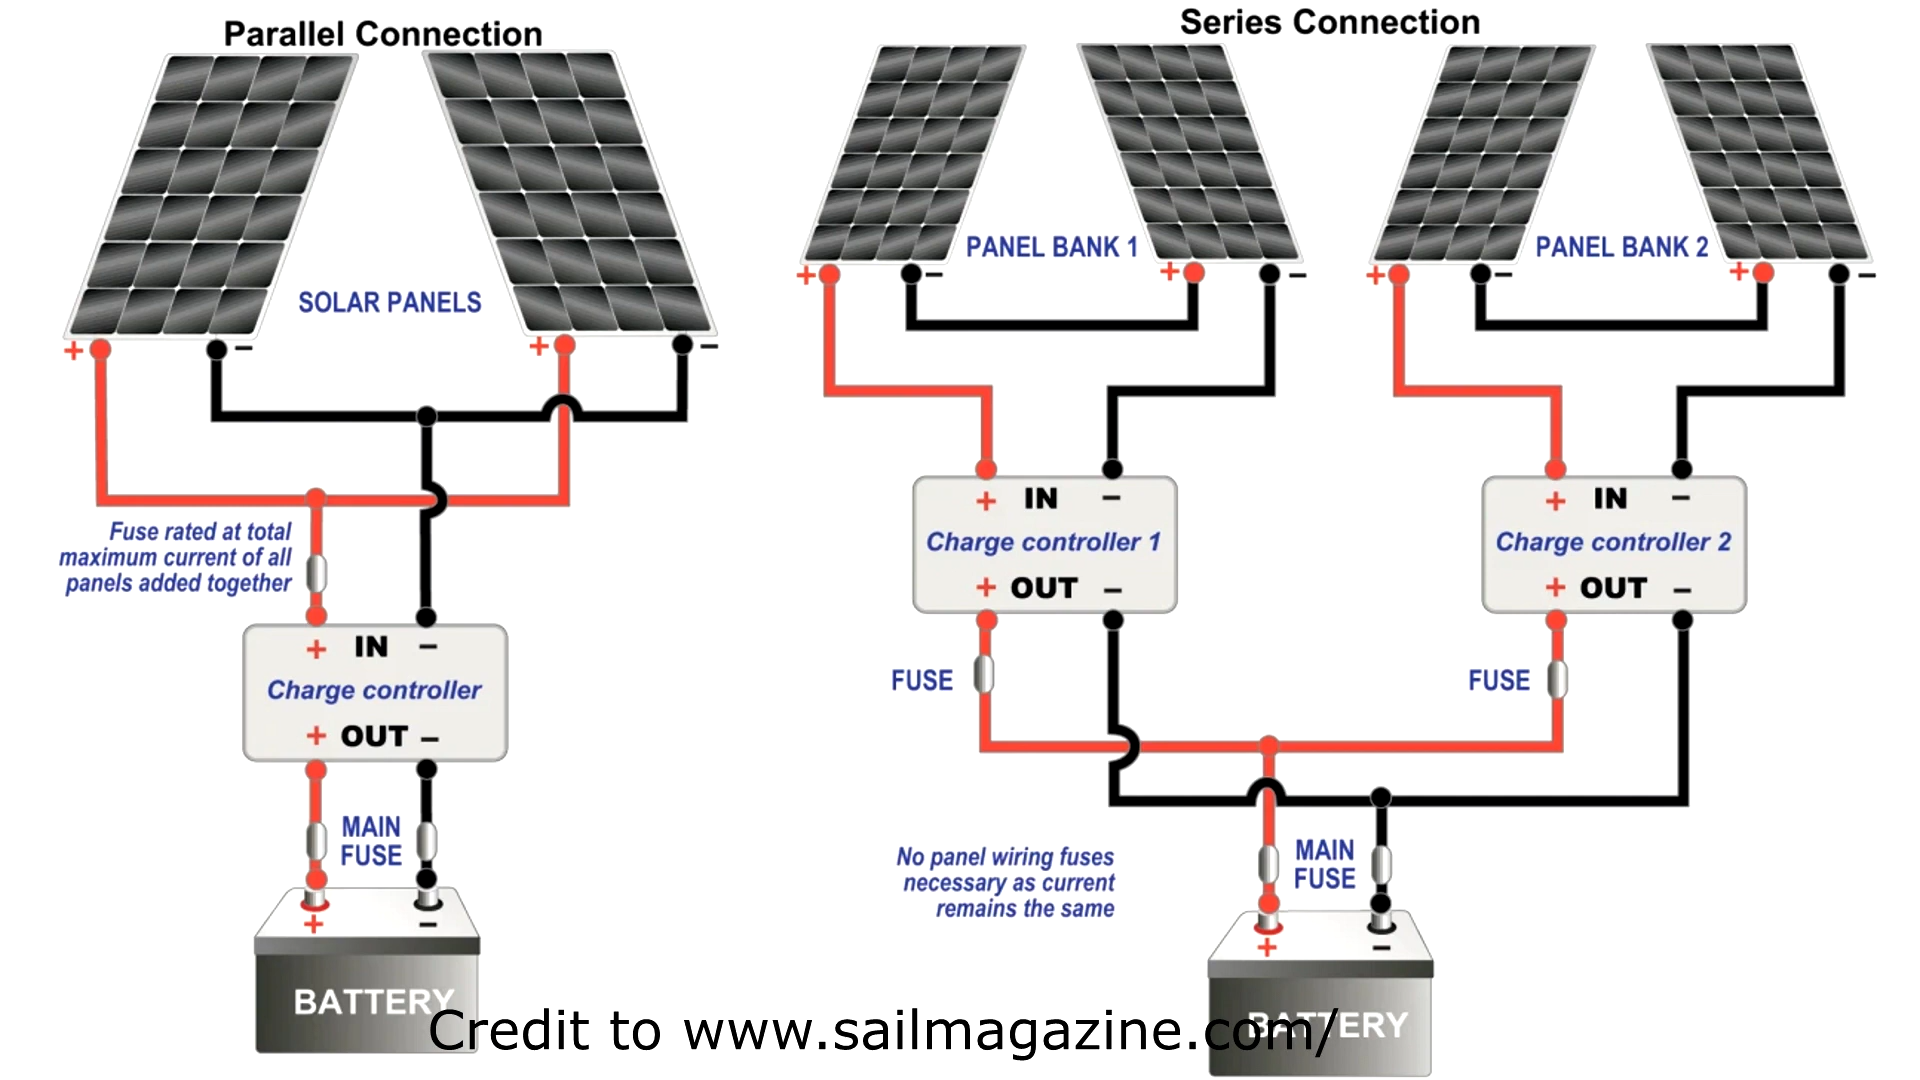 Parallel Connection
SOLAR PANELS
+ − + −
Fuse rated at total
maximum current of all
panels added together
+ IN −
Charge controller
+ OUT −
MAIN
FUSE
+ −
BATTERY
Series Connection
PANEL BANK 1
PANEL BANK 2
+ − + − + − + −
+ IN −
Charge controller 1
+ OUT −
+ IN −
Charge controller 2
+ OUT −
FUSE
FUSE
No panel wiring fuses
necessary as current
remains the same
MAIN
FUSE
+ −
BATTERY
Credit to www.sailmagazine.com/